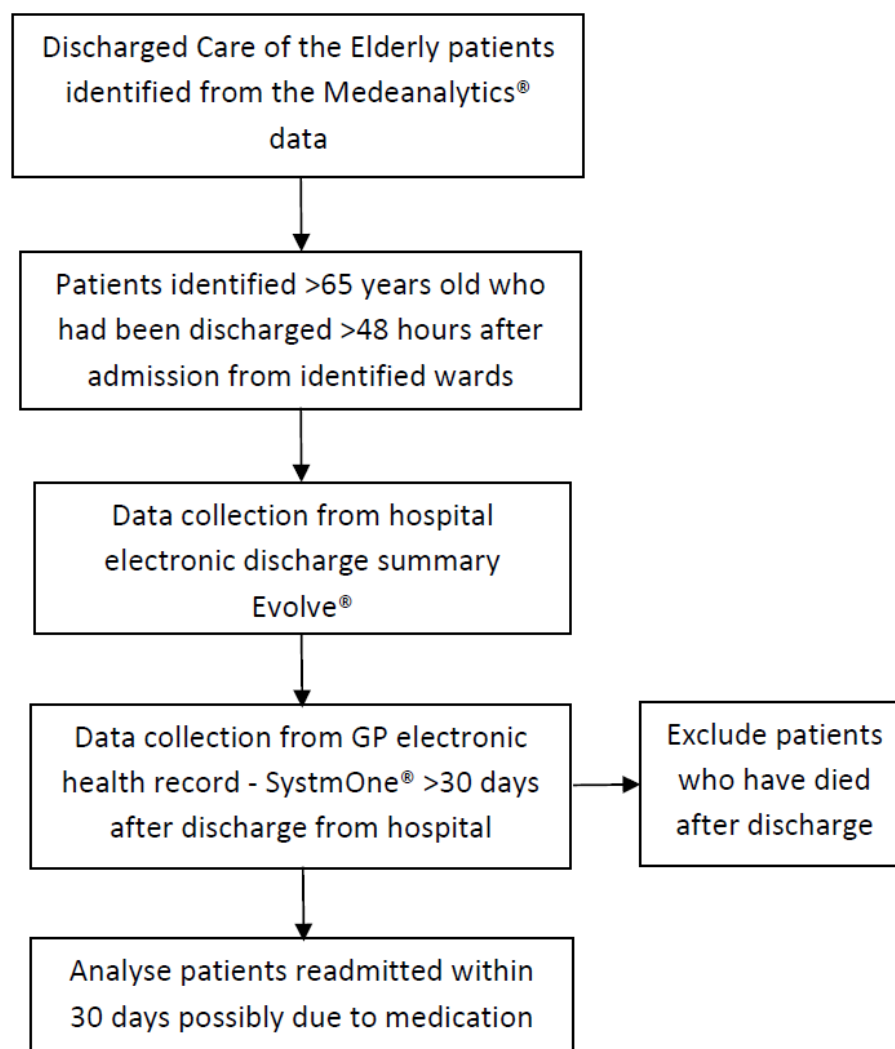 Discharged Care of the Elderly patients
identified from the Medeanalytics®
data
Patients identified >65 years old who
had been discharged >48 hours after
admission from identified wards
Data collection from hospital
electronic discharge summary
Evolve®
Data collection from GP electronic
health record - SystmOne® >30 days
after discharge from hospital
Exclude patients
who have died
after discharge
Analyse patients readmitted within
30 days possibly due to medication